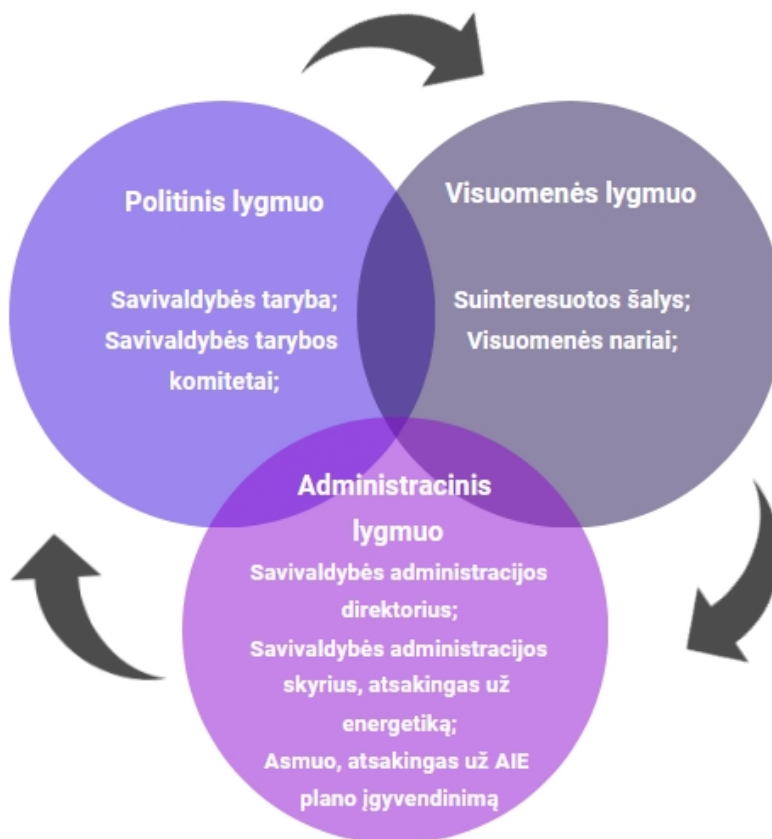 Politinis lygmuo
Savivaldybės taryba;
Savivaldybės tarybos
komitetai;
Visuomenės lygmuo
Suinteresuotos šalys;
Visuomenės nariai;
Administracinis
lygmuo
Savivaldybės administracijos
direktorius;
Savivaldybės administracijos
skyrius, atsakingas už
energetiką;
Asmuo, atsakingas už AIE
plano įgyvendinimą